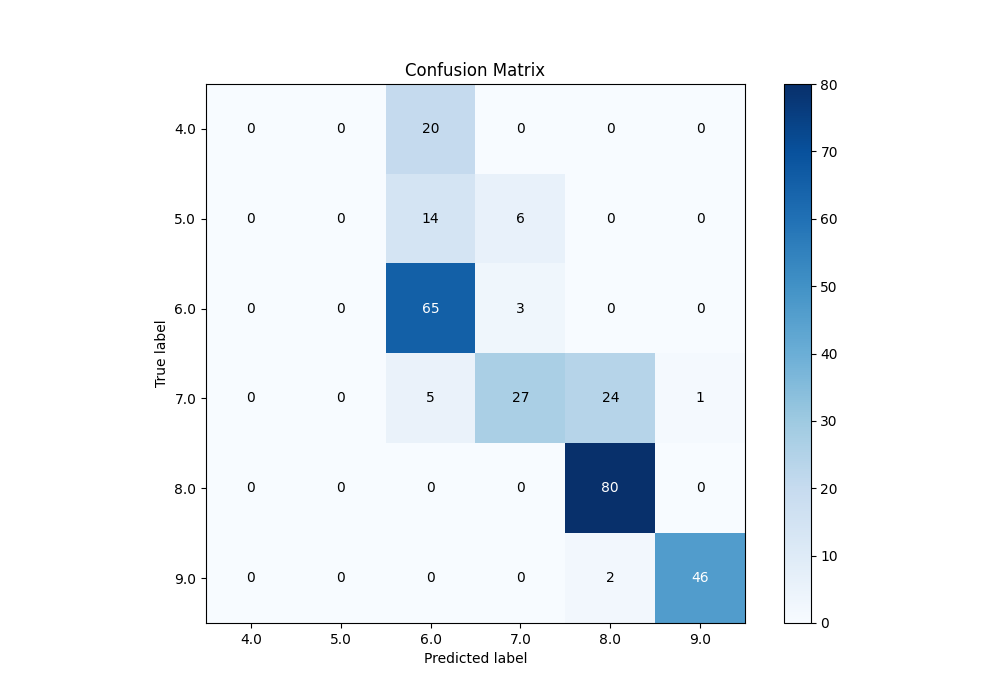 Confusion Matrix
True label
4.0 0 0 20 0 0 0
5.0 0 0 14 6 0 0
6.0 0 0 65 3 0 0
7.0 0 0 5 27 24 1
8.0 0 0 0 0 80 0
9.0 0 0 0 0 2 46
4.0 5.0 6.0 7.0 8.0 9.0
Predicted label
80
70
60
50
40
30
20
10
0